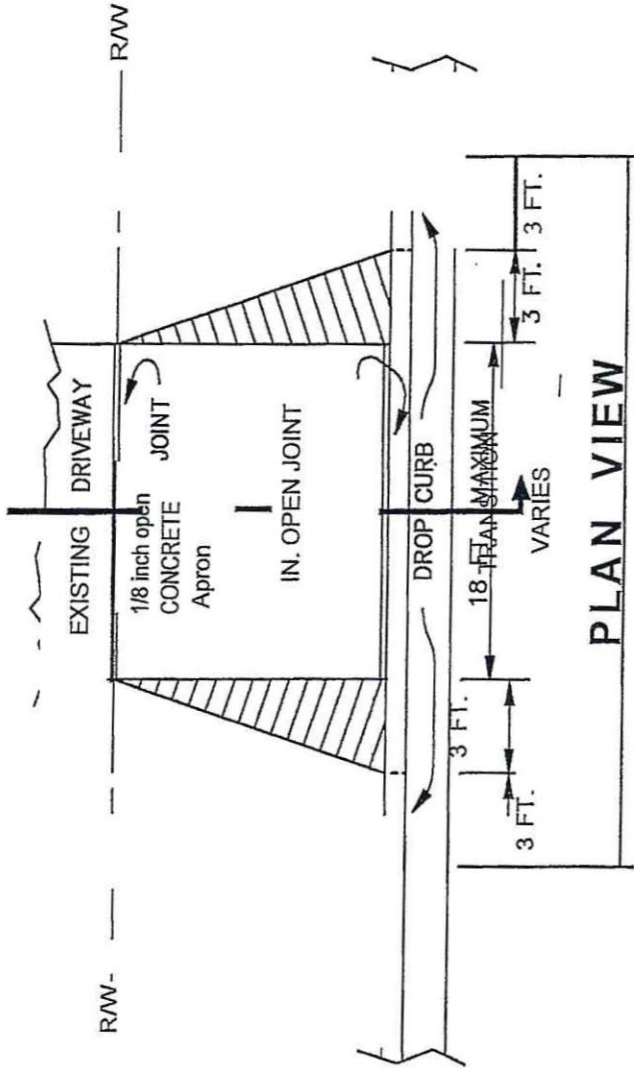 R/W
R/W-
EXISTING DRIVEWAY
JOINT
1/8 inch open
CONCRETE
Apron
IN. OPEN JOINT
DROP CURB
18 FT. MAXIMUM
TRANSITION
VARIES
3 FT.
3 FT.
3 FT.
3 FT.
PLAN VIEW